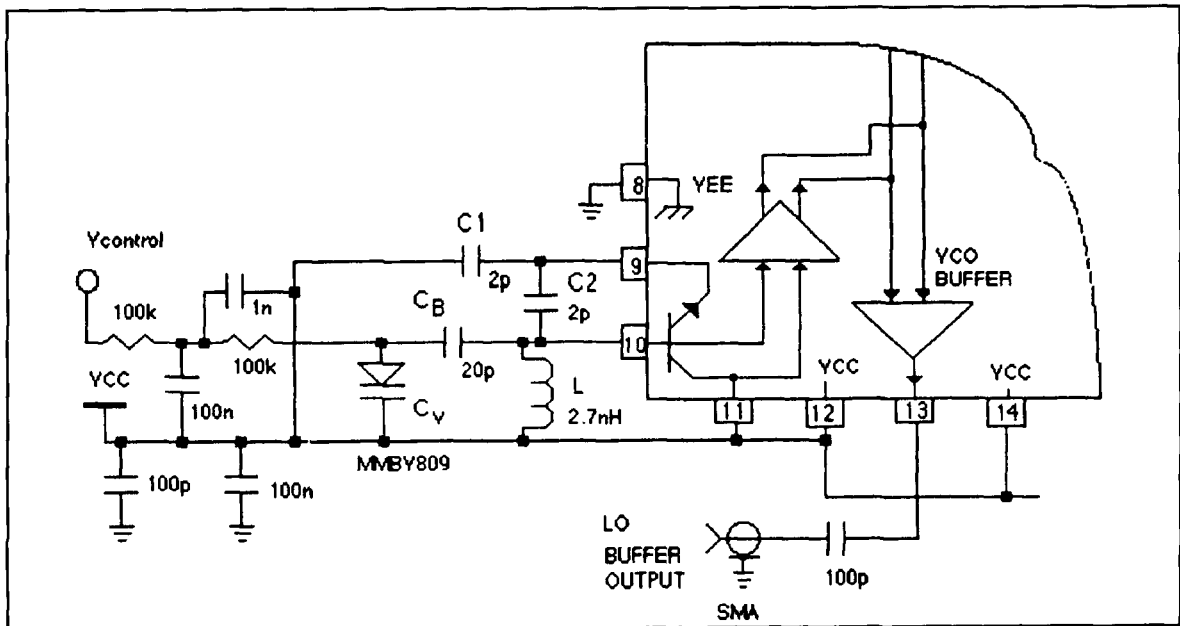 8
YEE
C1
Ycontrol
9
YCO
BUFFER
2p
C2
1n
CB
2p
100k
100k
10
20p
YCC
L
YCC
YCC
100n
2.7nH
Cv
11
12
13
14
MMBY809
100p
100n
LO
BUFFER
OUTPUT
100p
SMA